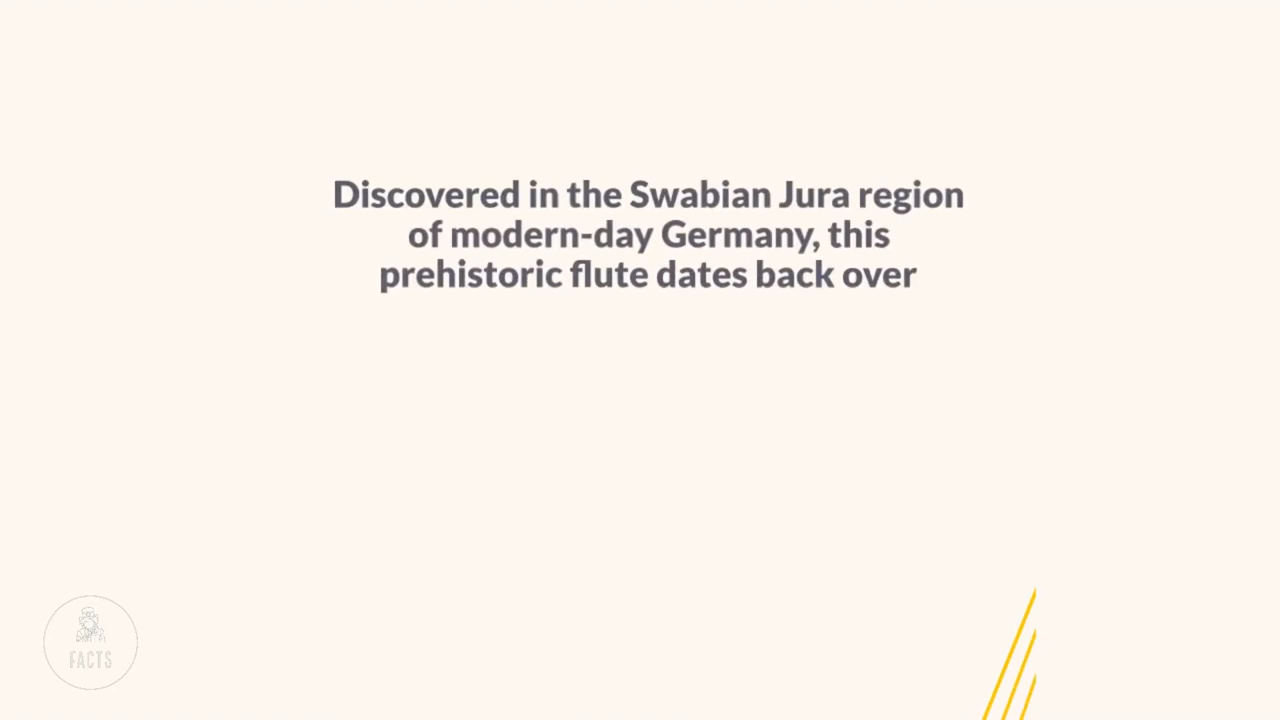 Discovered in the Swabian Jura region
of modern-day Germany, this
prehistoric flute dates back over
FACTS